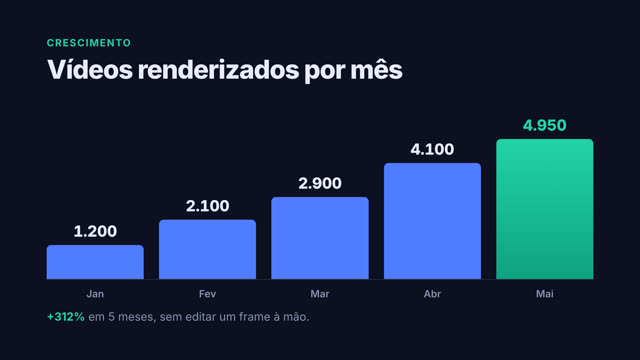 CRESCIMENTO
Vídeos renderizados por mês
1.200
2.100
2.900
4.100
4.950
Jan
Fev
Mar
Abr
Mai
+312% em 5 meses, sem editar um frame à mão.